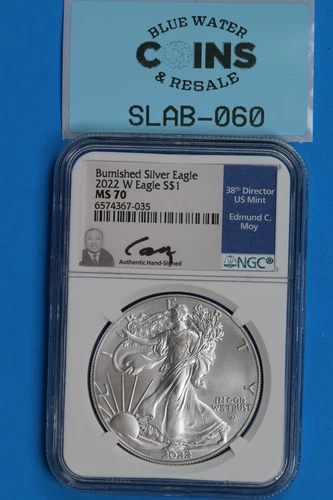 BLUE WATER
COINS
& RESALE
SLAB-060
Burnished Silver Eagle
2022 W Eagle S$1
MS 70
6574367-035
Authentic Hand-Signed
38th Director
US Mint
Edmund C.
Moy
NGC
LIBERTY
IN GOD
WE TRUST
2022